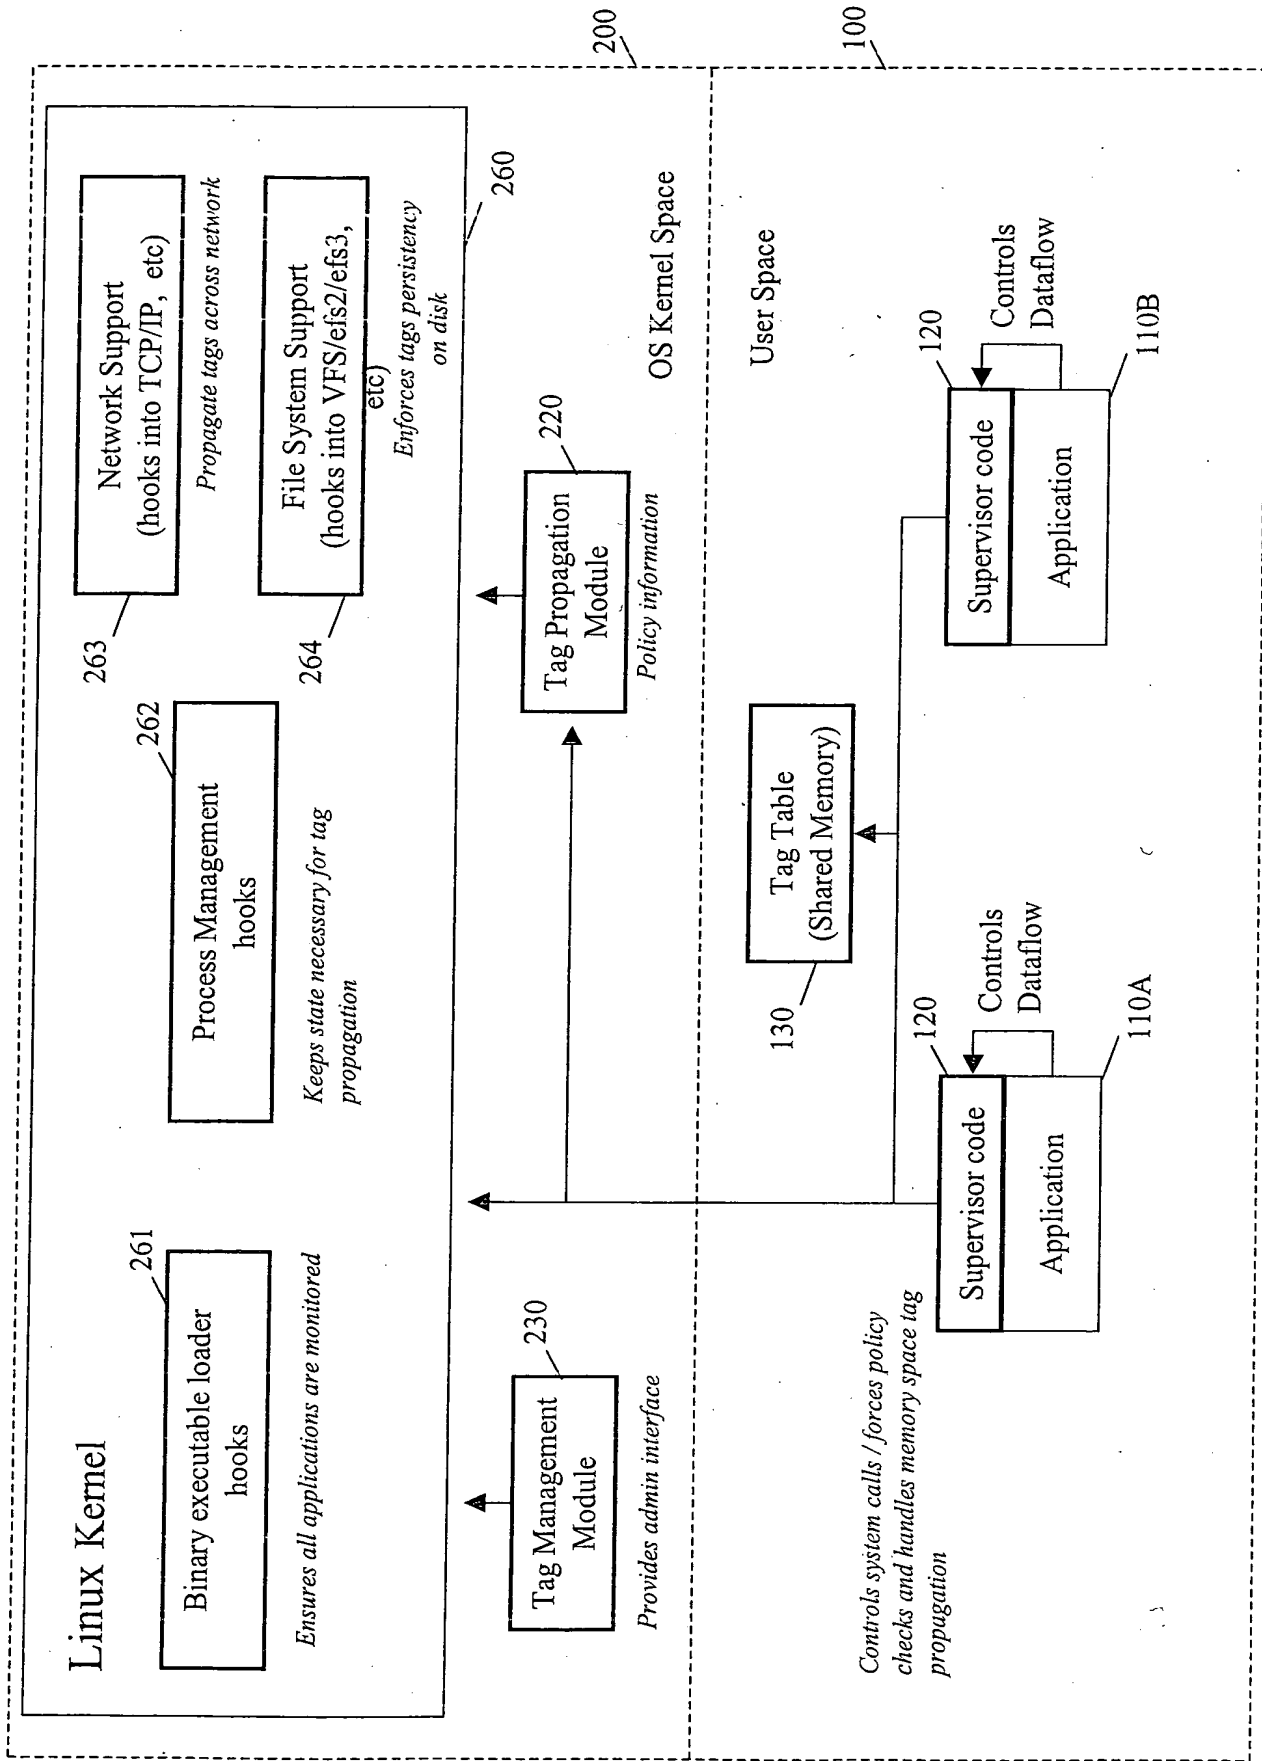 Linux Kernel
261
Binary executable loader
hooks
Ensures all applications are monitored
262
Process Management
hooks
Keeps state necessary for tag
propagation
263
Network Support
(hooks into TCP/IP, etc)
Propagate tags across network
264
File System Support
(hooks into VFS/efs2/efs3,
etc)
Enforces tags persistency
on disk
260
200
230
Tag Management
Module
Provides admin interface
220
Tag Propagation
Module
Policy information
OS Kernel Space
100
User Space
130
Tag Table
(Shared Memory)
Controls system calls / forces policy
checks and handles memory space tag
propagation
120
Supervisor code
Application
Controls
Dataflow
110A
120
Supervisor code
Application
Controls
Dataflow
110B